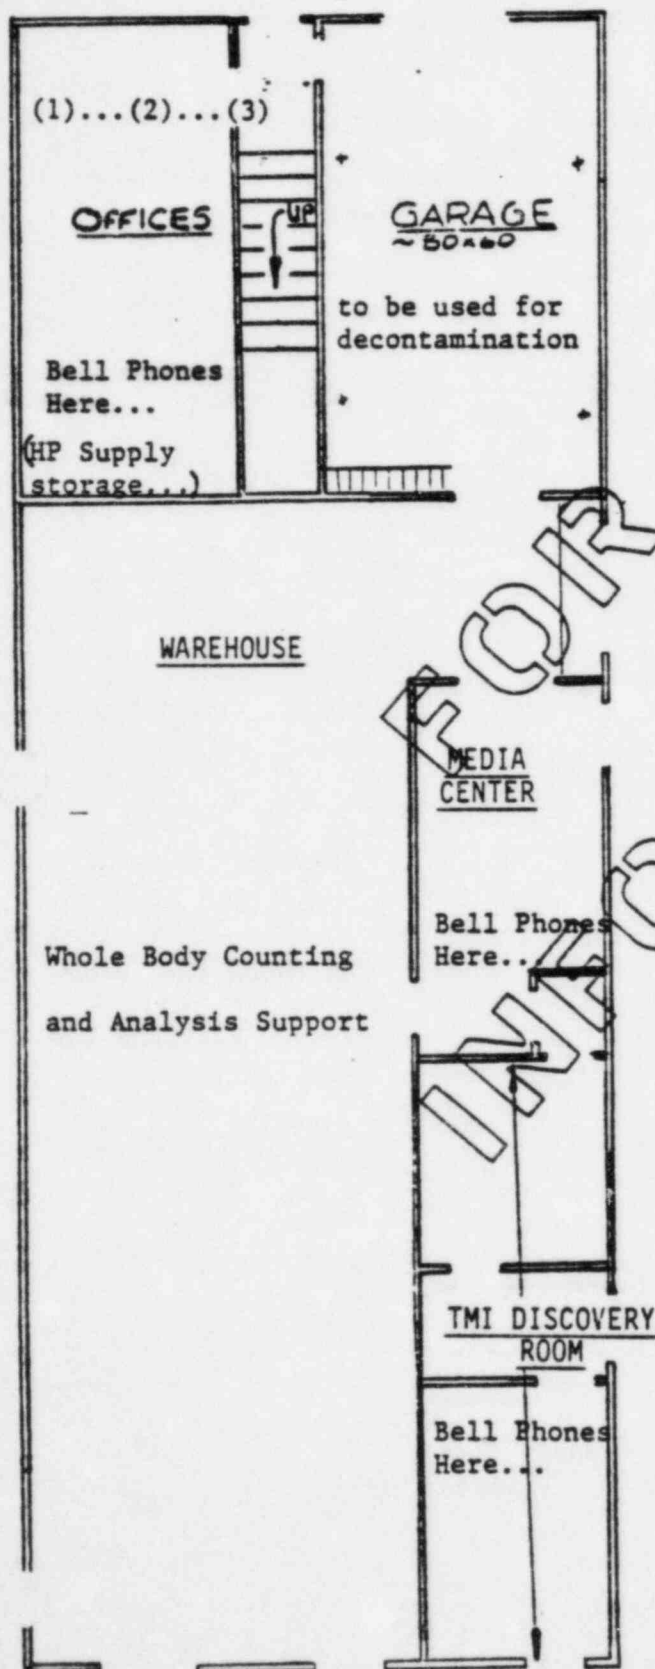 (1)...(2)...(3)
OFFICES
UP
GARAGE
~ 50x60
to be used for
decontamination
Bell Phones
Here...
(HP Supply
storage...)
WAREHOUSE
FOR
MEDIA
CENTER
Bell Phones
Here...
Whole Body Counting
and Analysis Support
TMI DISCOVERY
ROOM
Bell Phones
Here...